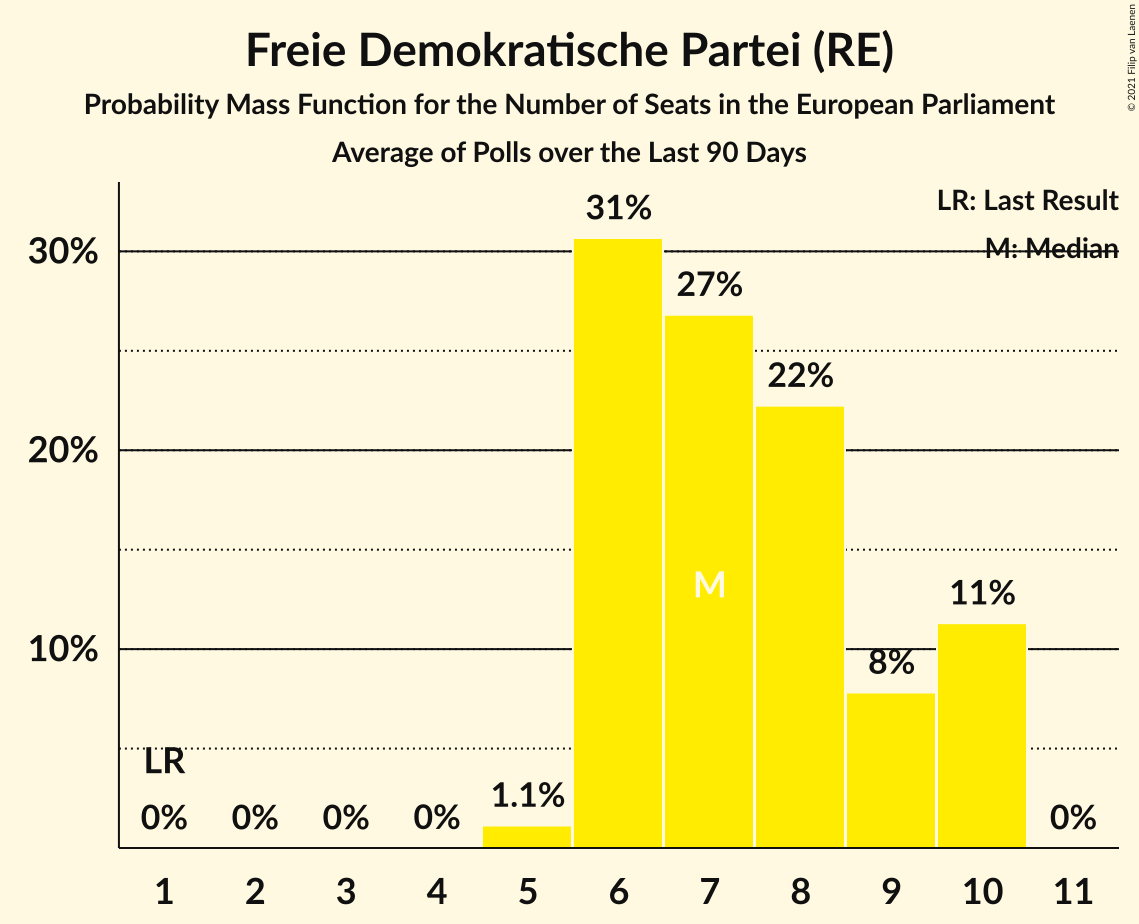 Freie Demokratische Partei (RE)
Probability Mass Function for the Number of Seats in the European Parliament
Average of Polls over the Last 90 Days
© 2021 Filip van Laenen
LR: Last Result
M: Median
30%
20%
10%
31%
27%
22%
11%
8%
1.1%
M
LR
0%
0%
0%
0%
0%
1 2 3 4 5 6 7 8 9 10 11